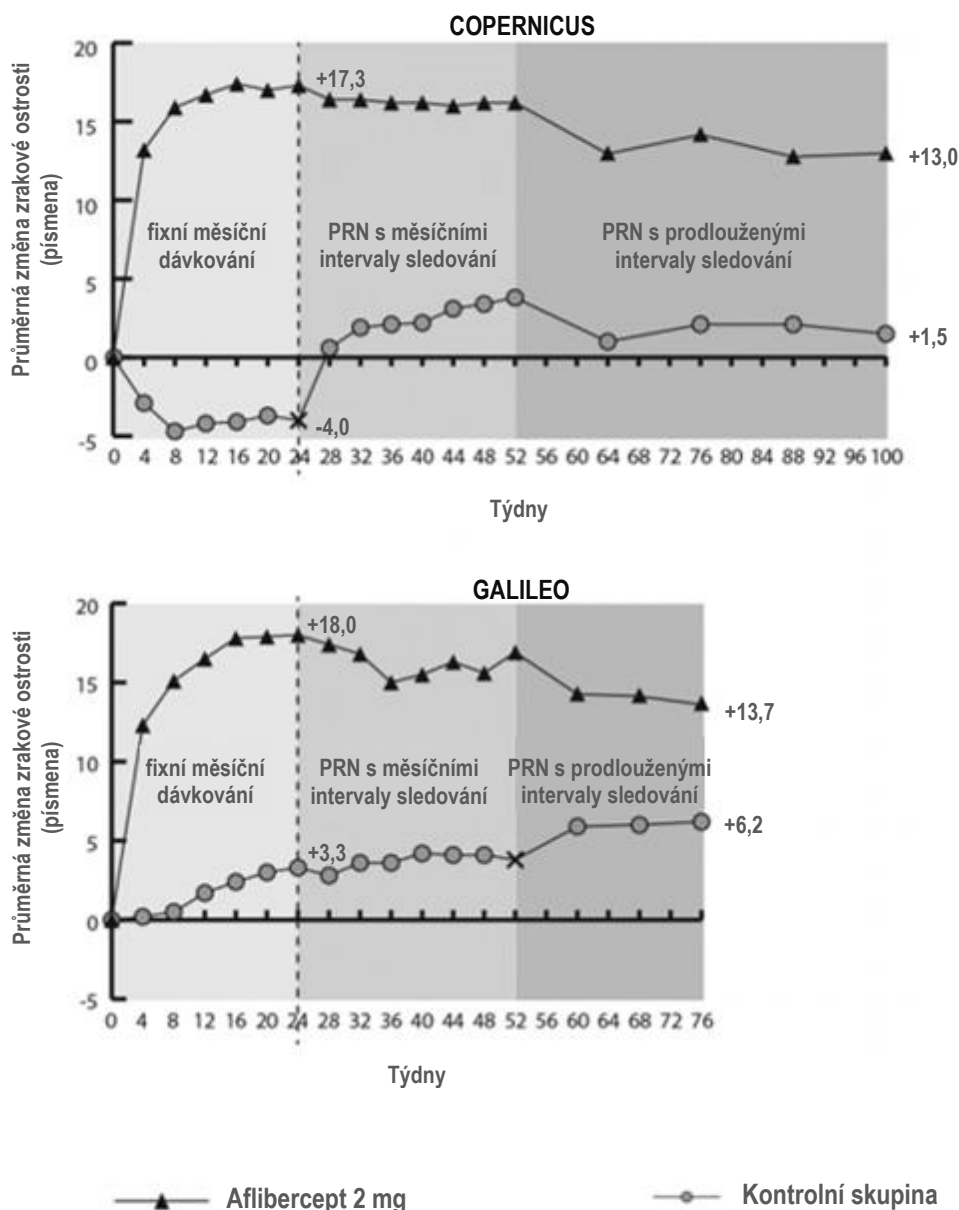 COPERNICUS
Průměrná změna zrakové ostrosti
(písmena)
20
15
10
5
0
-5
+17,3
-4,0
+13,0
+1,5
fixní měsíční
dávkování
PRN s měsíčními
intervaly sledování
PRN s prodlouženými
intervaly sledování
0 4 8 12 16 20 24 28 32 36 40 44 48 52 56 60 64 68 72 76 80 84 88 92 96 100
Týdny
GALILEO
Průměrná změna zrakové ostrosti
(písmena)
20
15
10
5
0
-5
+18,0
+3,3
+13,7
+6,2
fixní měsíční
dávkování
PRN s měsíčními
intervaly sledování
PRN s prodlouženými
intervaly sledování
0 4 8 12 16 20 24 28 32 36 40 44 48 52 56 60 64 68 72 76
Týdny
Aflibercept 2 mg
Kontrolní skupina